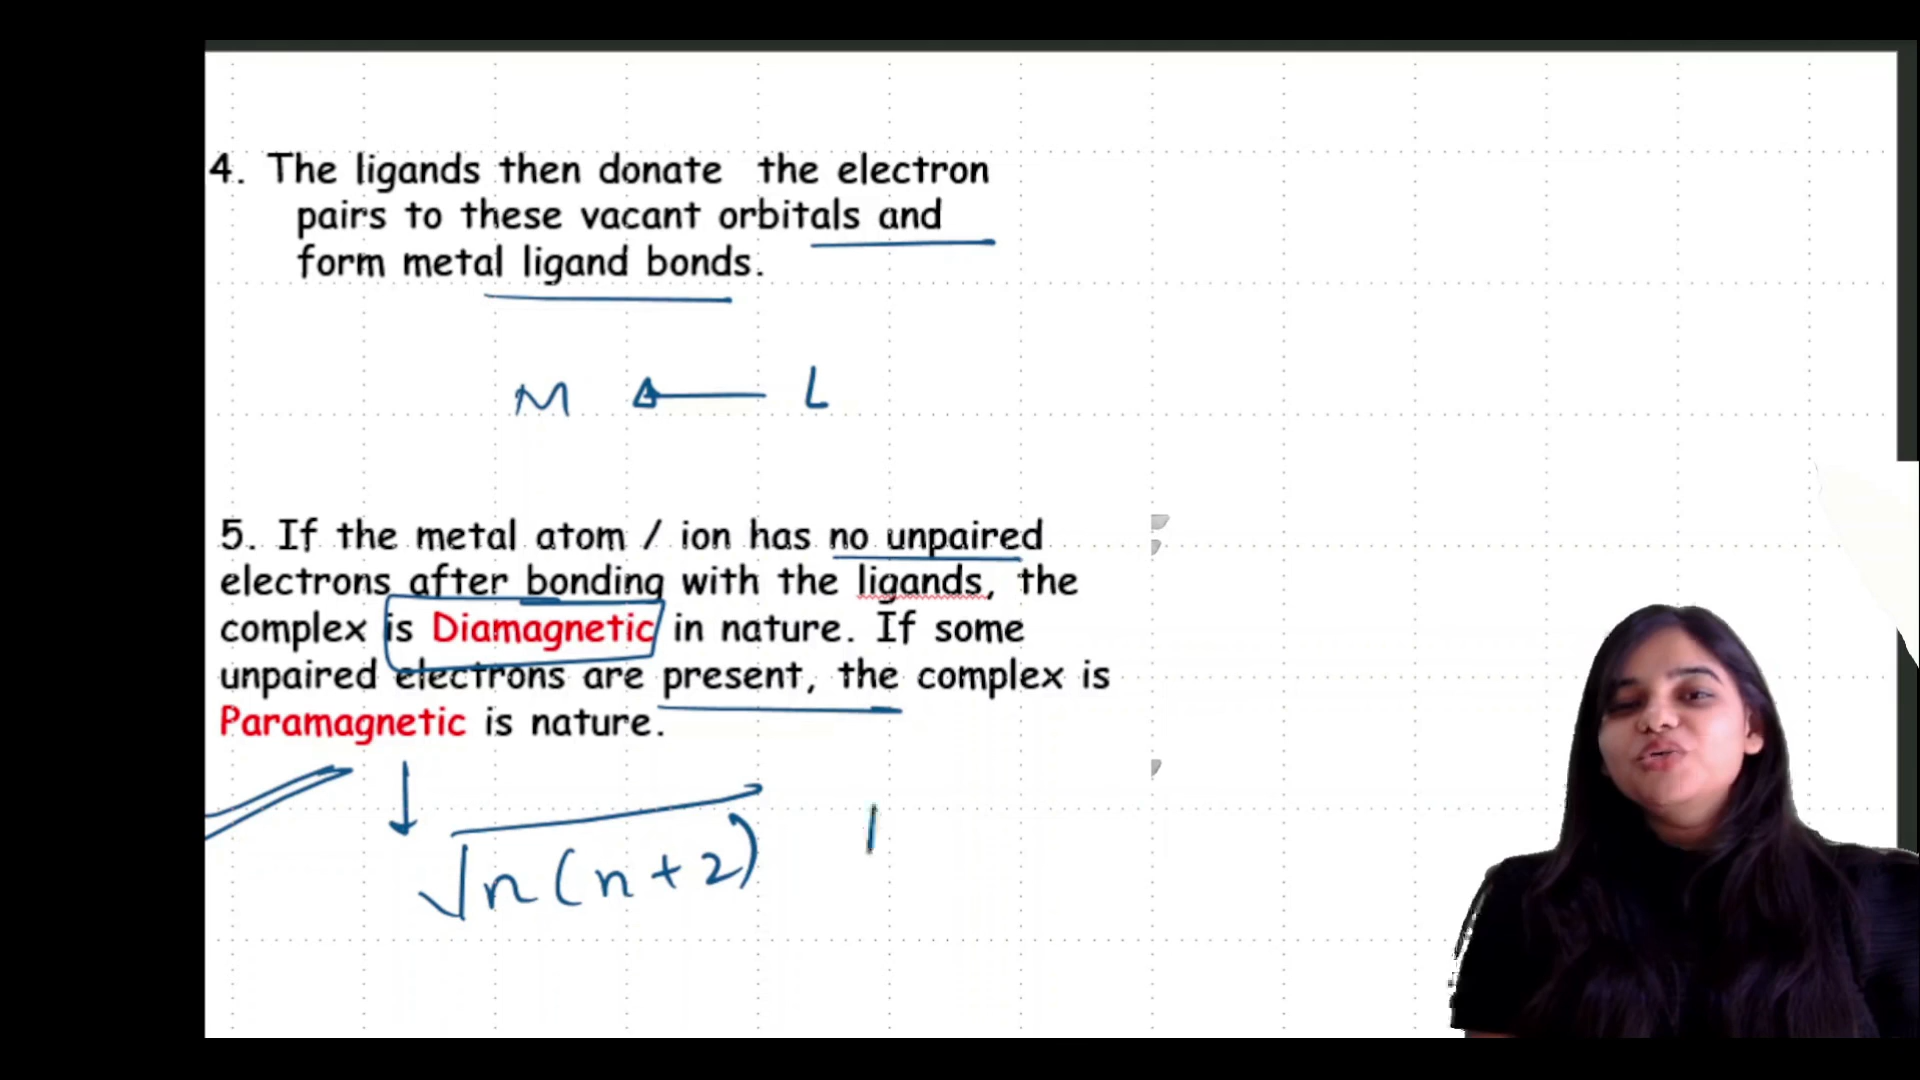 4. The ligands then donate the electron
pairs to these vacant orbitals and
form metal ligand bonds.
M ← L
5. If the metal atom / ion has no unpaired
electrons after bonding with the ligands, the
complex is Diamagnetic in nature. If some
unpaired electrons are present, the complex is
Paramagnetic is nature.
↓
√n(n+2)